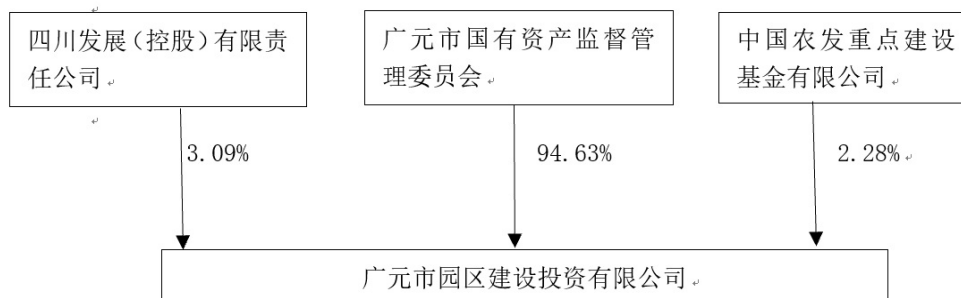 四川发展（控股）有限责
任公司
广元市国有资产监督管
理委员会
中国农发重点建设
基金有限公司
3.09%
94.63%
2.28%
广元市园区建设投资有限公司